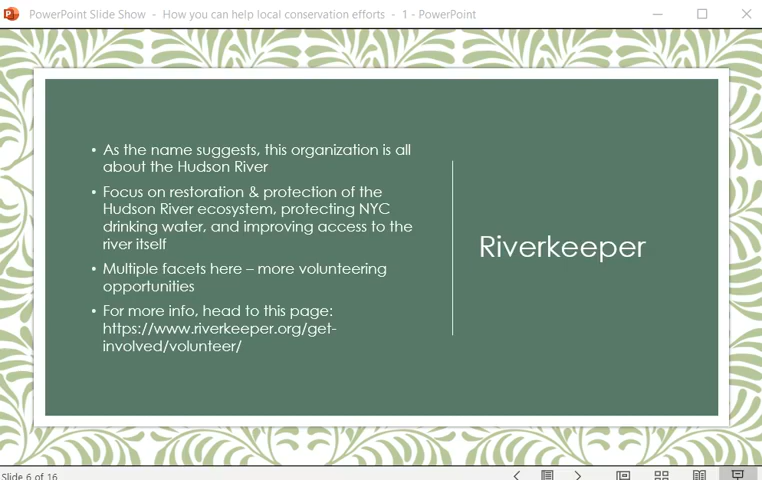 PowerPoint Slide Show - How you can help local conservation efforts - 1 - PowerPoint
• As the name suggests, this organization is all
about the Hudson River
• Focus on restoration & protection of the
Hudson River ecosystem, protecting NYC
drinking water, and improving access to the
river itself
• Multiple facets here – more volunteering
opportunities
• For more info, head to this page:
https://www.riverkeeper.org/get-
involved/volunteer/
Riverkeeper
Slide 6 of 16